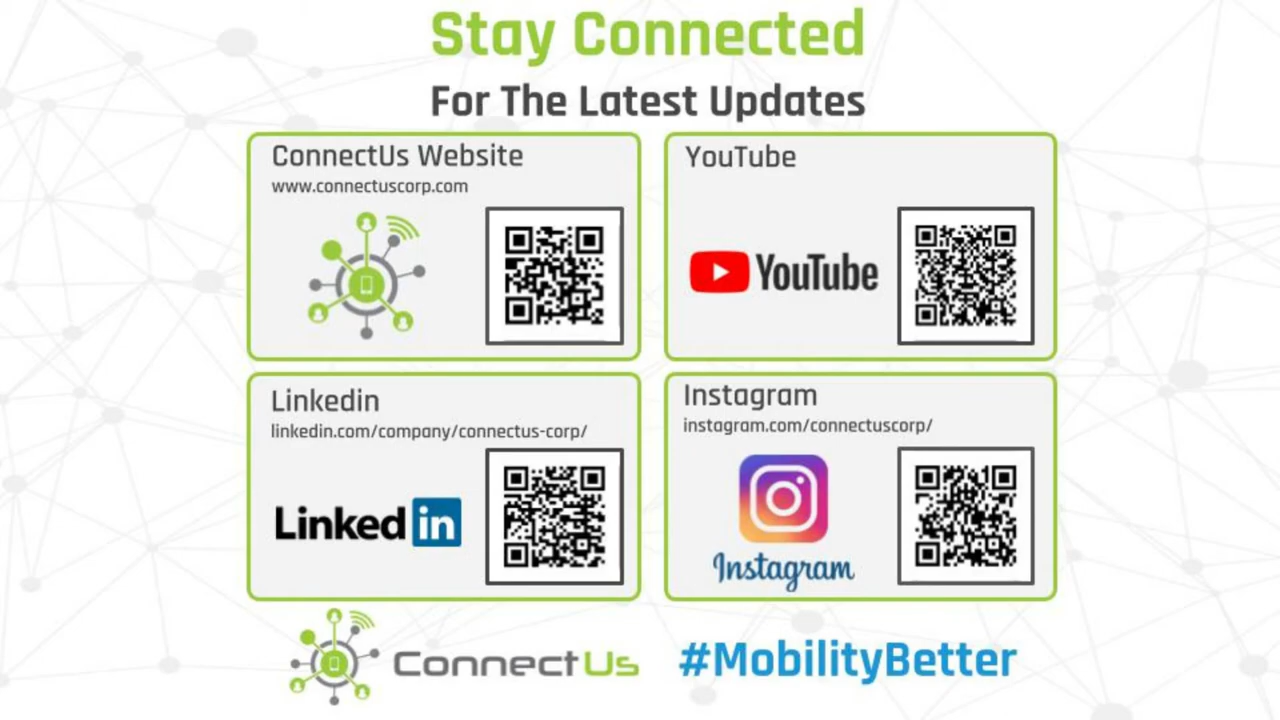 Stay Connected
For The Latest Updates
ConnectUs Website
www.connectuscorp.com
YouTube
YouTube
Linkedin
linkedin.com/company/connectus-corp/
Linked in
Instagram
instagram.com/connectuscorp/
Instagram
ConnectUs
#MobilityBetter